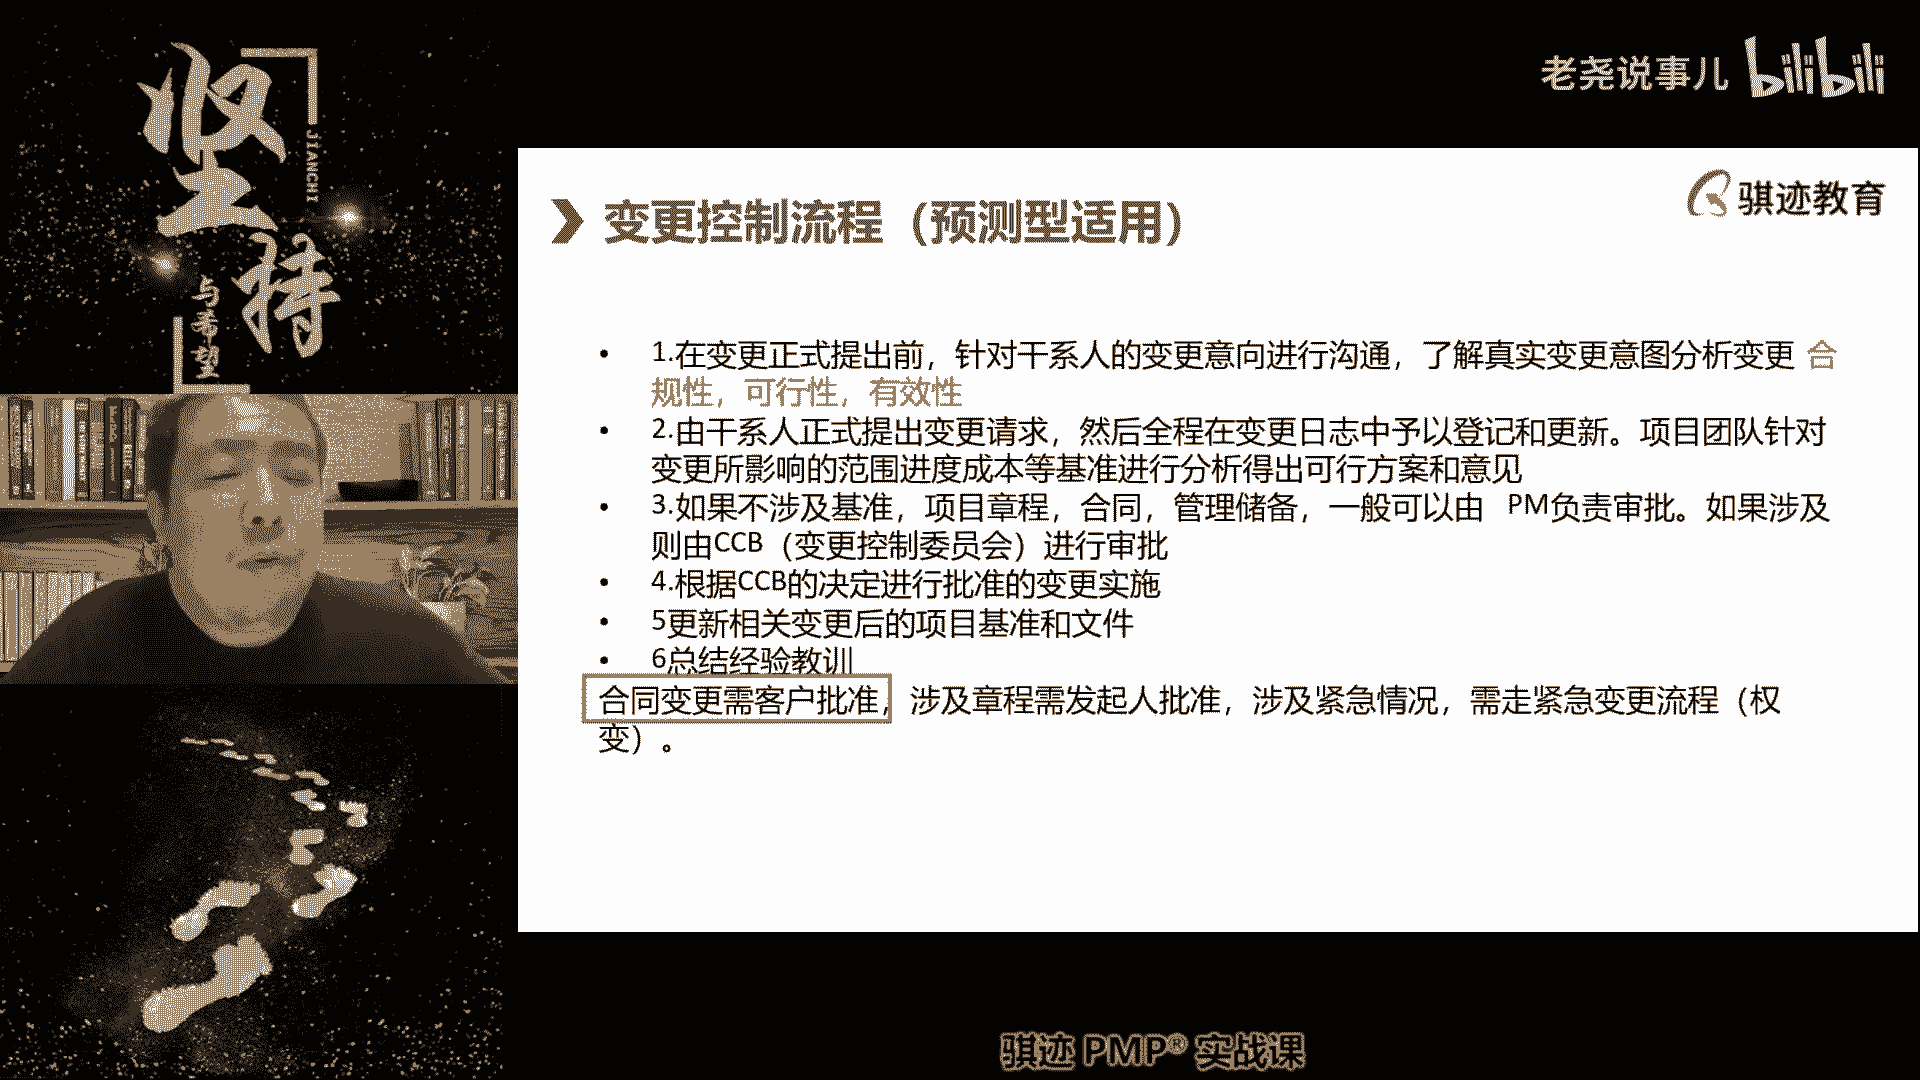 坚
JIANCHI
持
与希望
老尧说事儿 bilibili
骐迹教育
变更控制流程（预测型适用）
• 1.在变更正式提出前，针对干系人的变更意向进行沟通，了解真实变更意图分析变更 合
规性，可行性，有效性
• 2.由干系人正式提出变更请求，然后全程在变更日志中予以登记和更新。项目团队针对
变更所影响的范围进度成本等基准进行分析得出可行方案和意见
• 3.如果不涉及基准，项目章程，合同，管理储备，一般可以由 PM负责审批。如果涉及
则由CCB（变更控制委员会）进行审批
• 4.根据CCB的决定进行批准的变更实施
• 5更新相关变更后的项目基准和文件
• 6总结经验教训
合同变更需客户批准，涉及章程需发起人批准，涉及紧急情况，需走紧急变更流程（权
变）。
骐迹 PMP® 实战课